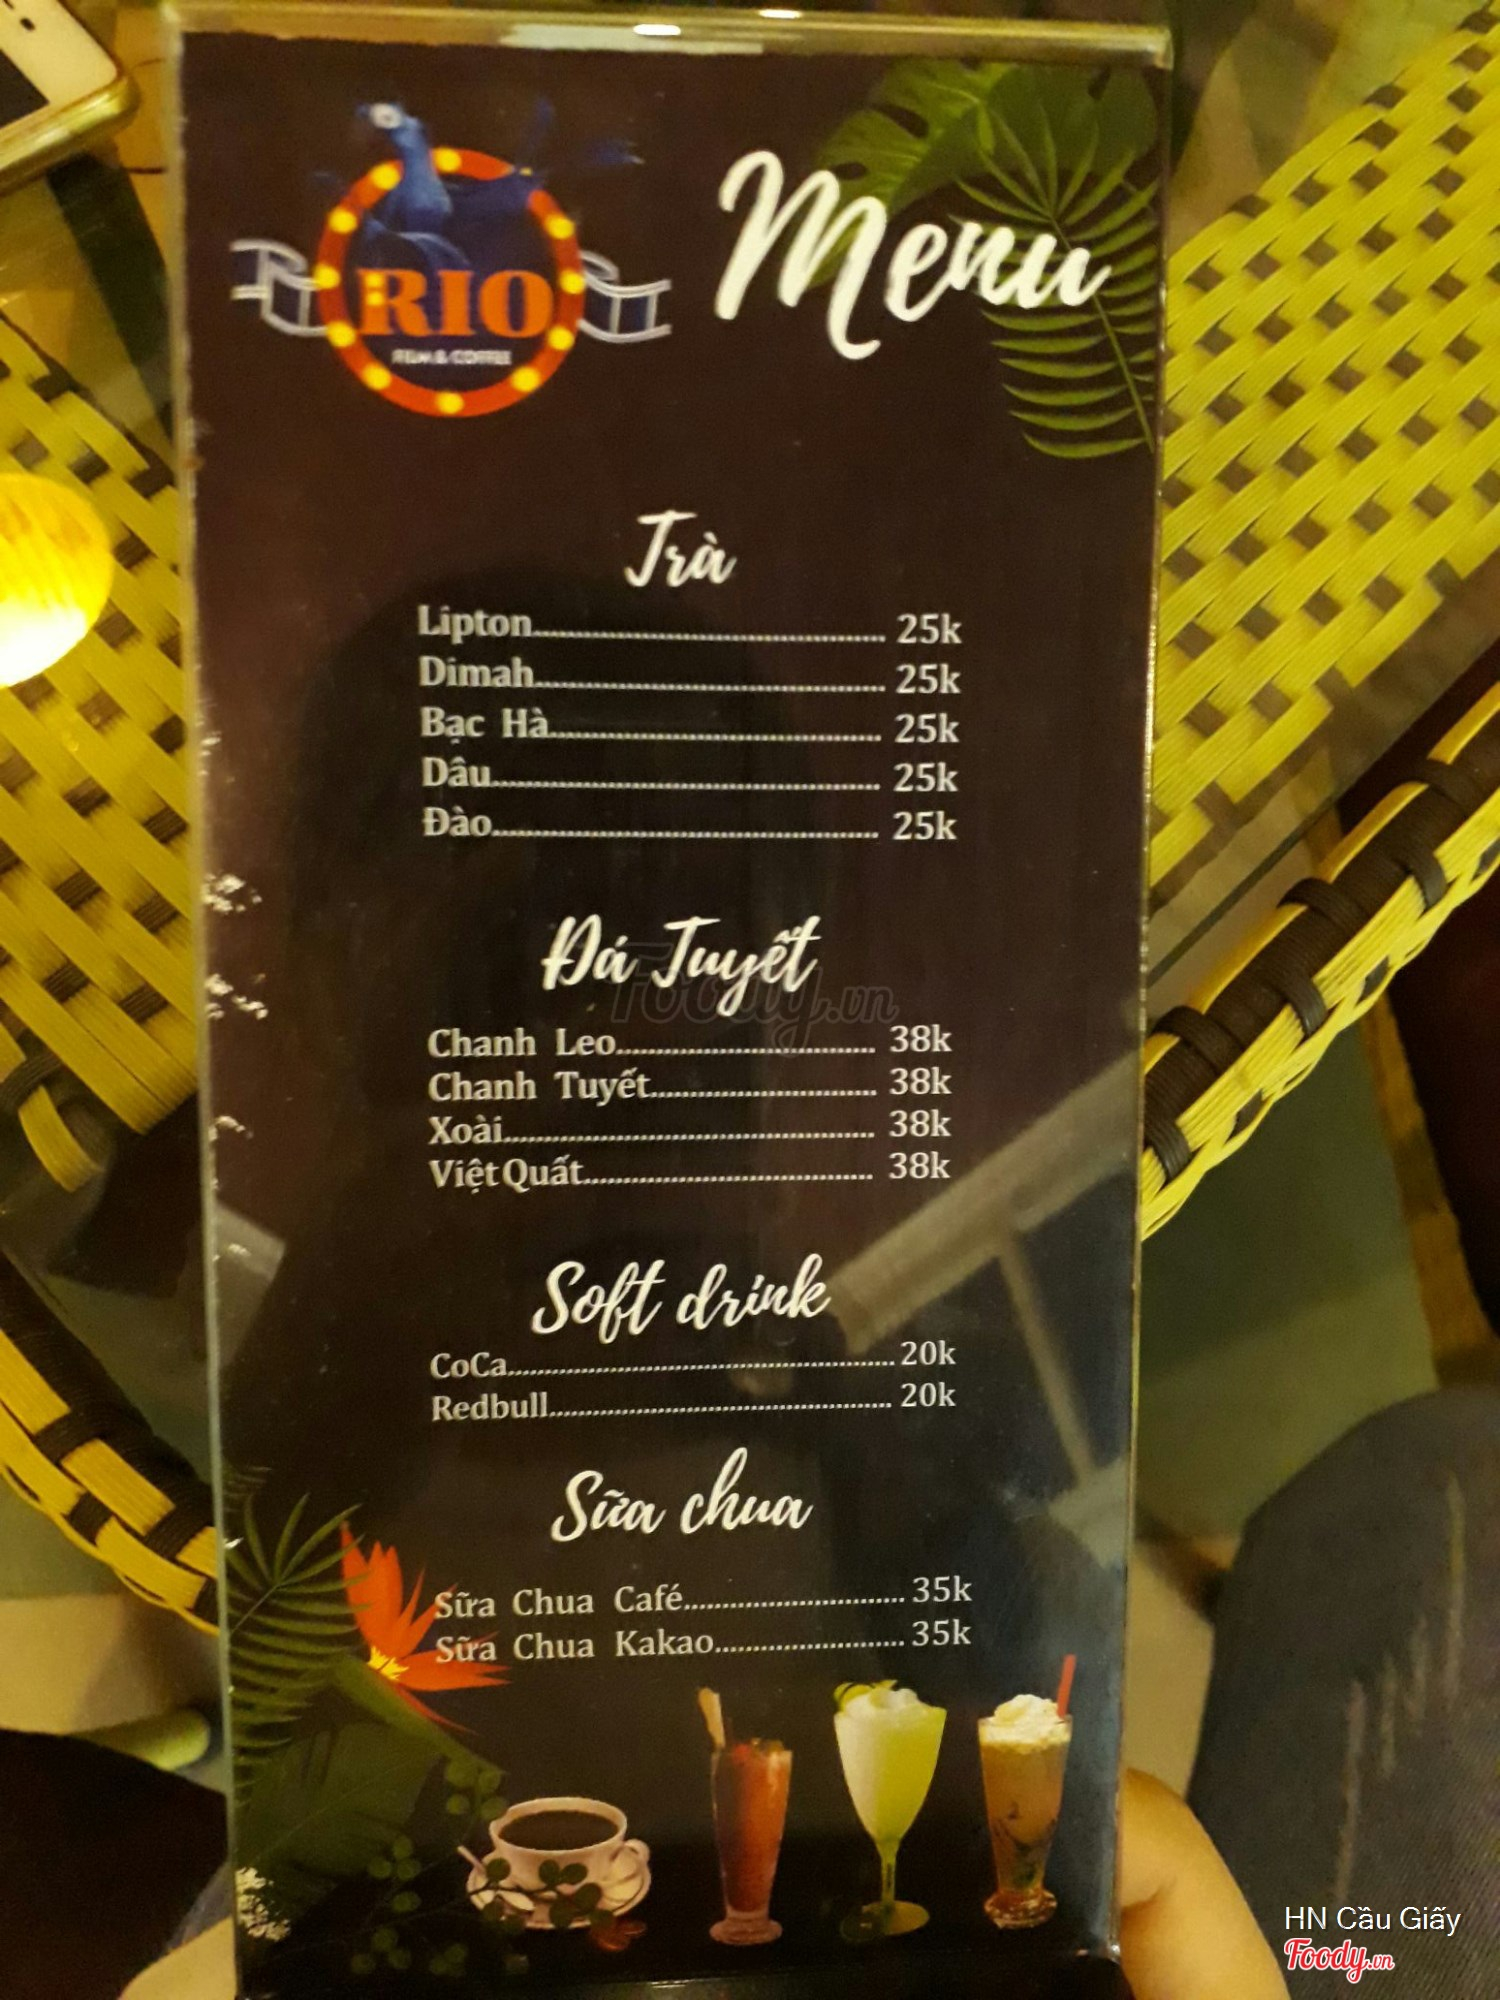 RIO
FILM & COFFEE
Menu
Trà
Lipton 25k
Dimah 25k
Bạc Hà 25k
Dâu 25k
Đào 25k
Đá Tuyết
Chanh Leo 38k
Chanh Tuyết 38k
Xoài 38k
Việt Quất 38k
Soft drink
CoCa 20k
Redbull 20k
Sữa chua
Sữa Chua Café 35k
Sữa Chua Kakao 35k
Foody.vn
HN Cầu Giấy
Foody.vn